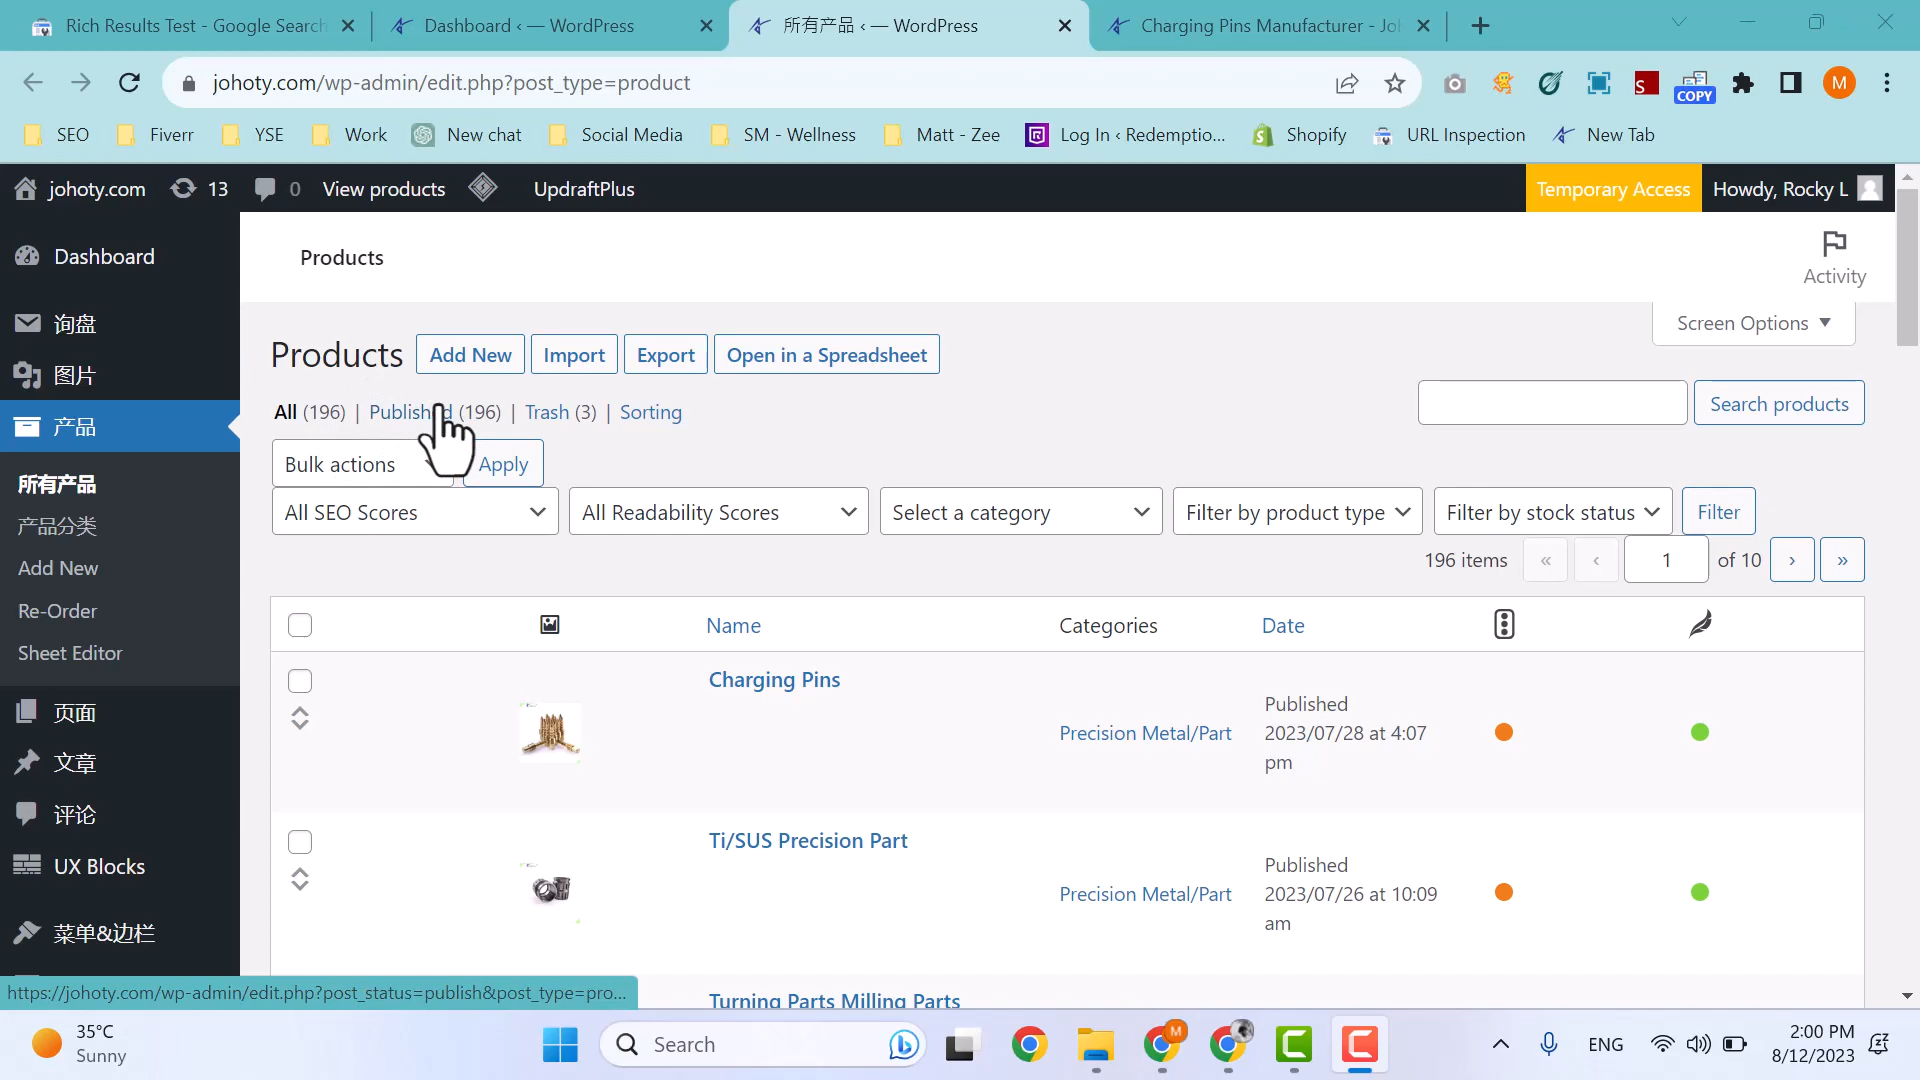 Rich Results Test - Google Search
Dashboard ‹ — WordPress
所有产品 ‹ — WordPress
Charging Pins Manufacturer - Jo
johoty.com/wp-admin/edit.php?post_type=product
COPY
M
SEO
Fiverr
YSE
Work
New chat
Social Media
SM - Wellness
Matt - Zee
Log In ‹ Redemptio...
Shopify
URL Inspection
New Tab
johoty.com
13
0
View products
UpdraftPlus
Temporary Access
Howdy, Rocky L
Dashboard
询盘
图片
产品
所有产品
产品分类
Add New
Re-Order
Sheet Editor
页面
文章
评论
UX Blocks
菜单&边栏
Products
Activity
Screen Options
Products
Add New
Import
Export
Open in a Spreadsheet
All (196) | Published (196) | Trash (3) | Sorting
Search products
Bulk actions
Apply
All SEO Scores
All Readability Scores
Select a category
Filter by product type
Filter by stock status
Filter
196 items « ‹ 1 of 10 › »
Name
Categories
Date
Charging Pins
Precision Metal/Part
Published
2023/07/28 at 4:07
pm
Ti/SUS Precision Part
Precision Metal/Part
Published
2023/07/26 at 10:09
am
Turning Parts Milling Parts
https://johoty.com/wp-admin/edit.php?post_status=publish&post_type=pro...
35°C
Sunny
Search
M
ENG
2:00 PM
8/12/2023